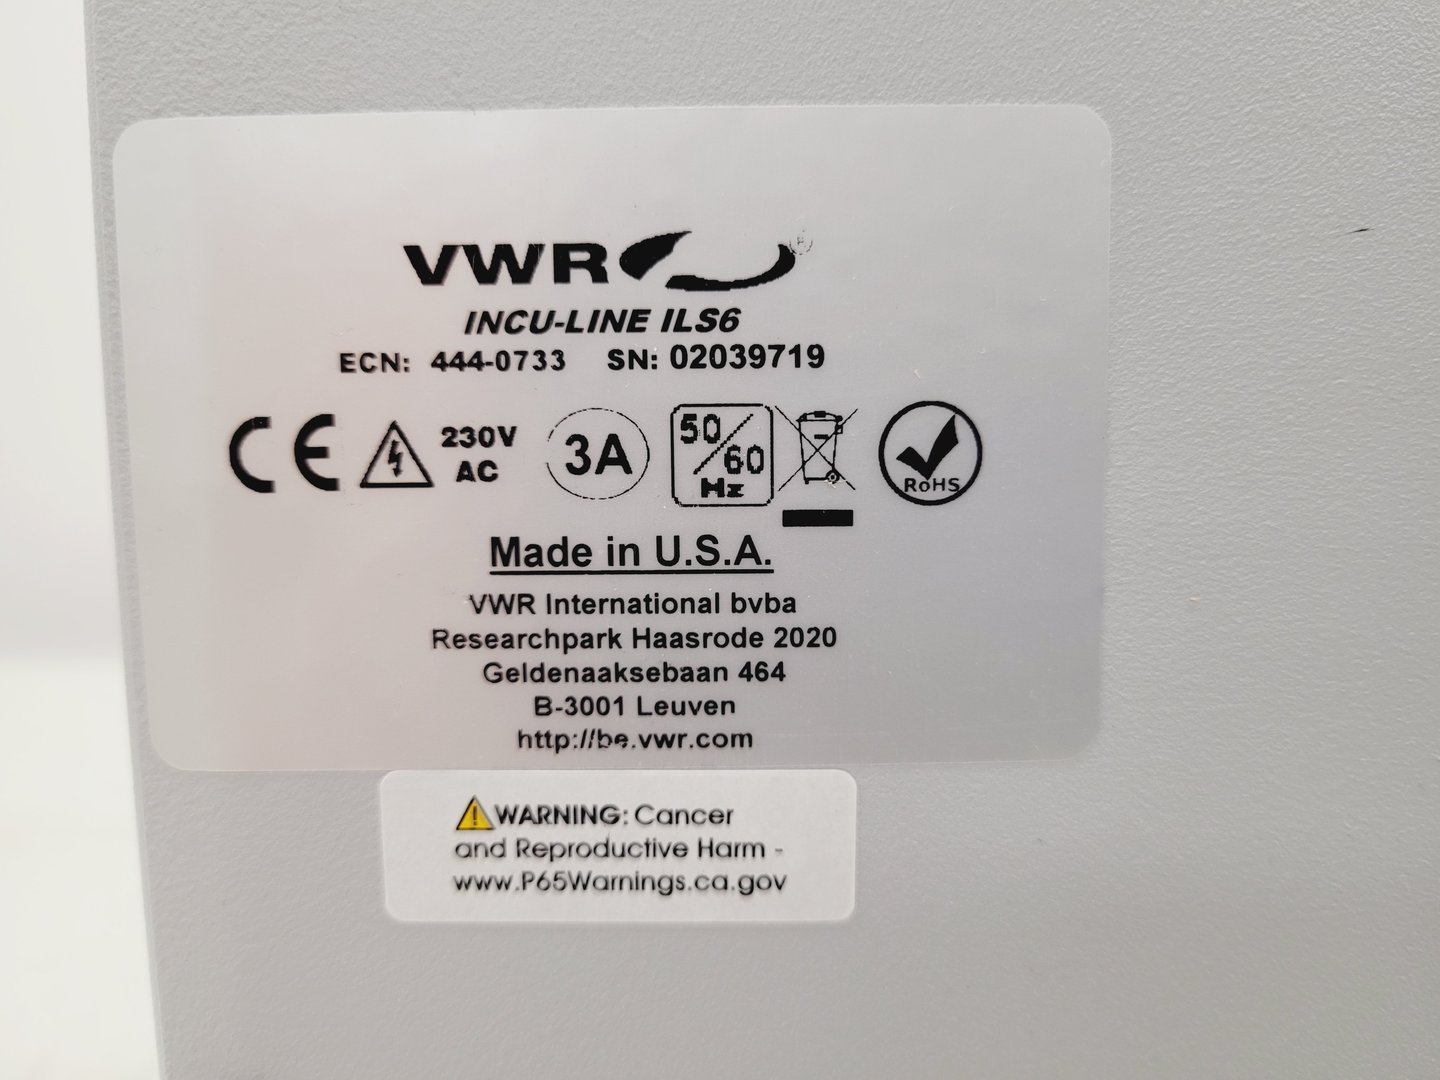 VWR®
INCU-LINE ILS6
ECN: 444-0733 SN: 02039719
CE 230V AC 3A 50/60 Hz RoHS
Made in U.S.A.
VWR International bvba
Researchpark Haasrode 2020
Geldenaaksebaan 464
B-3001 Leuven
http://be.vwr.com
WARNING: Cancer
and Reproductive Harm -
www.P65Warnings.ca.gov